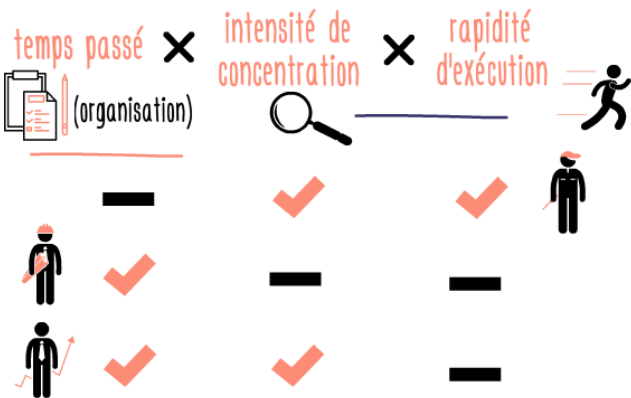 temps passé X
(organisation)
intensité de
concentration
X
rapidité
d'exécution